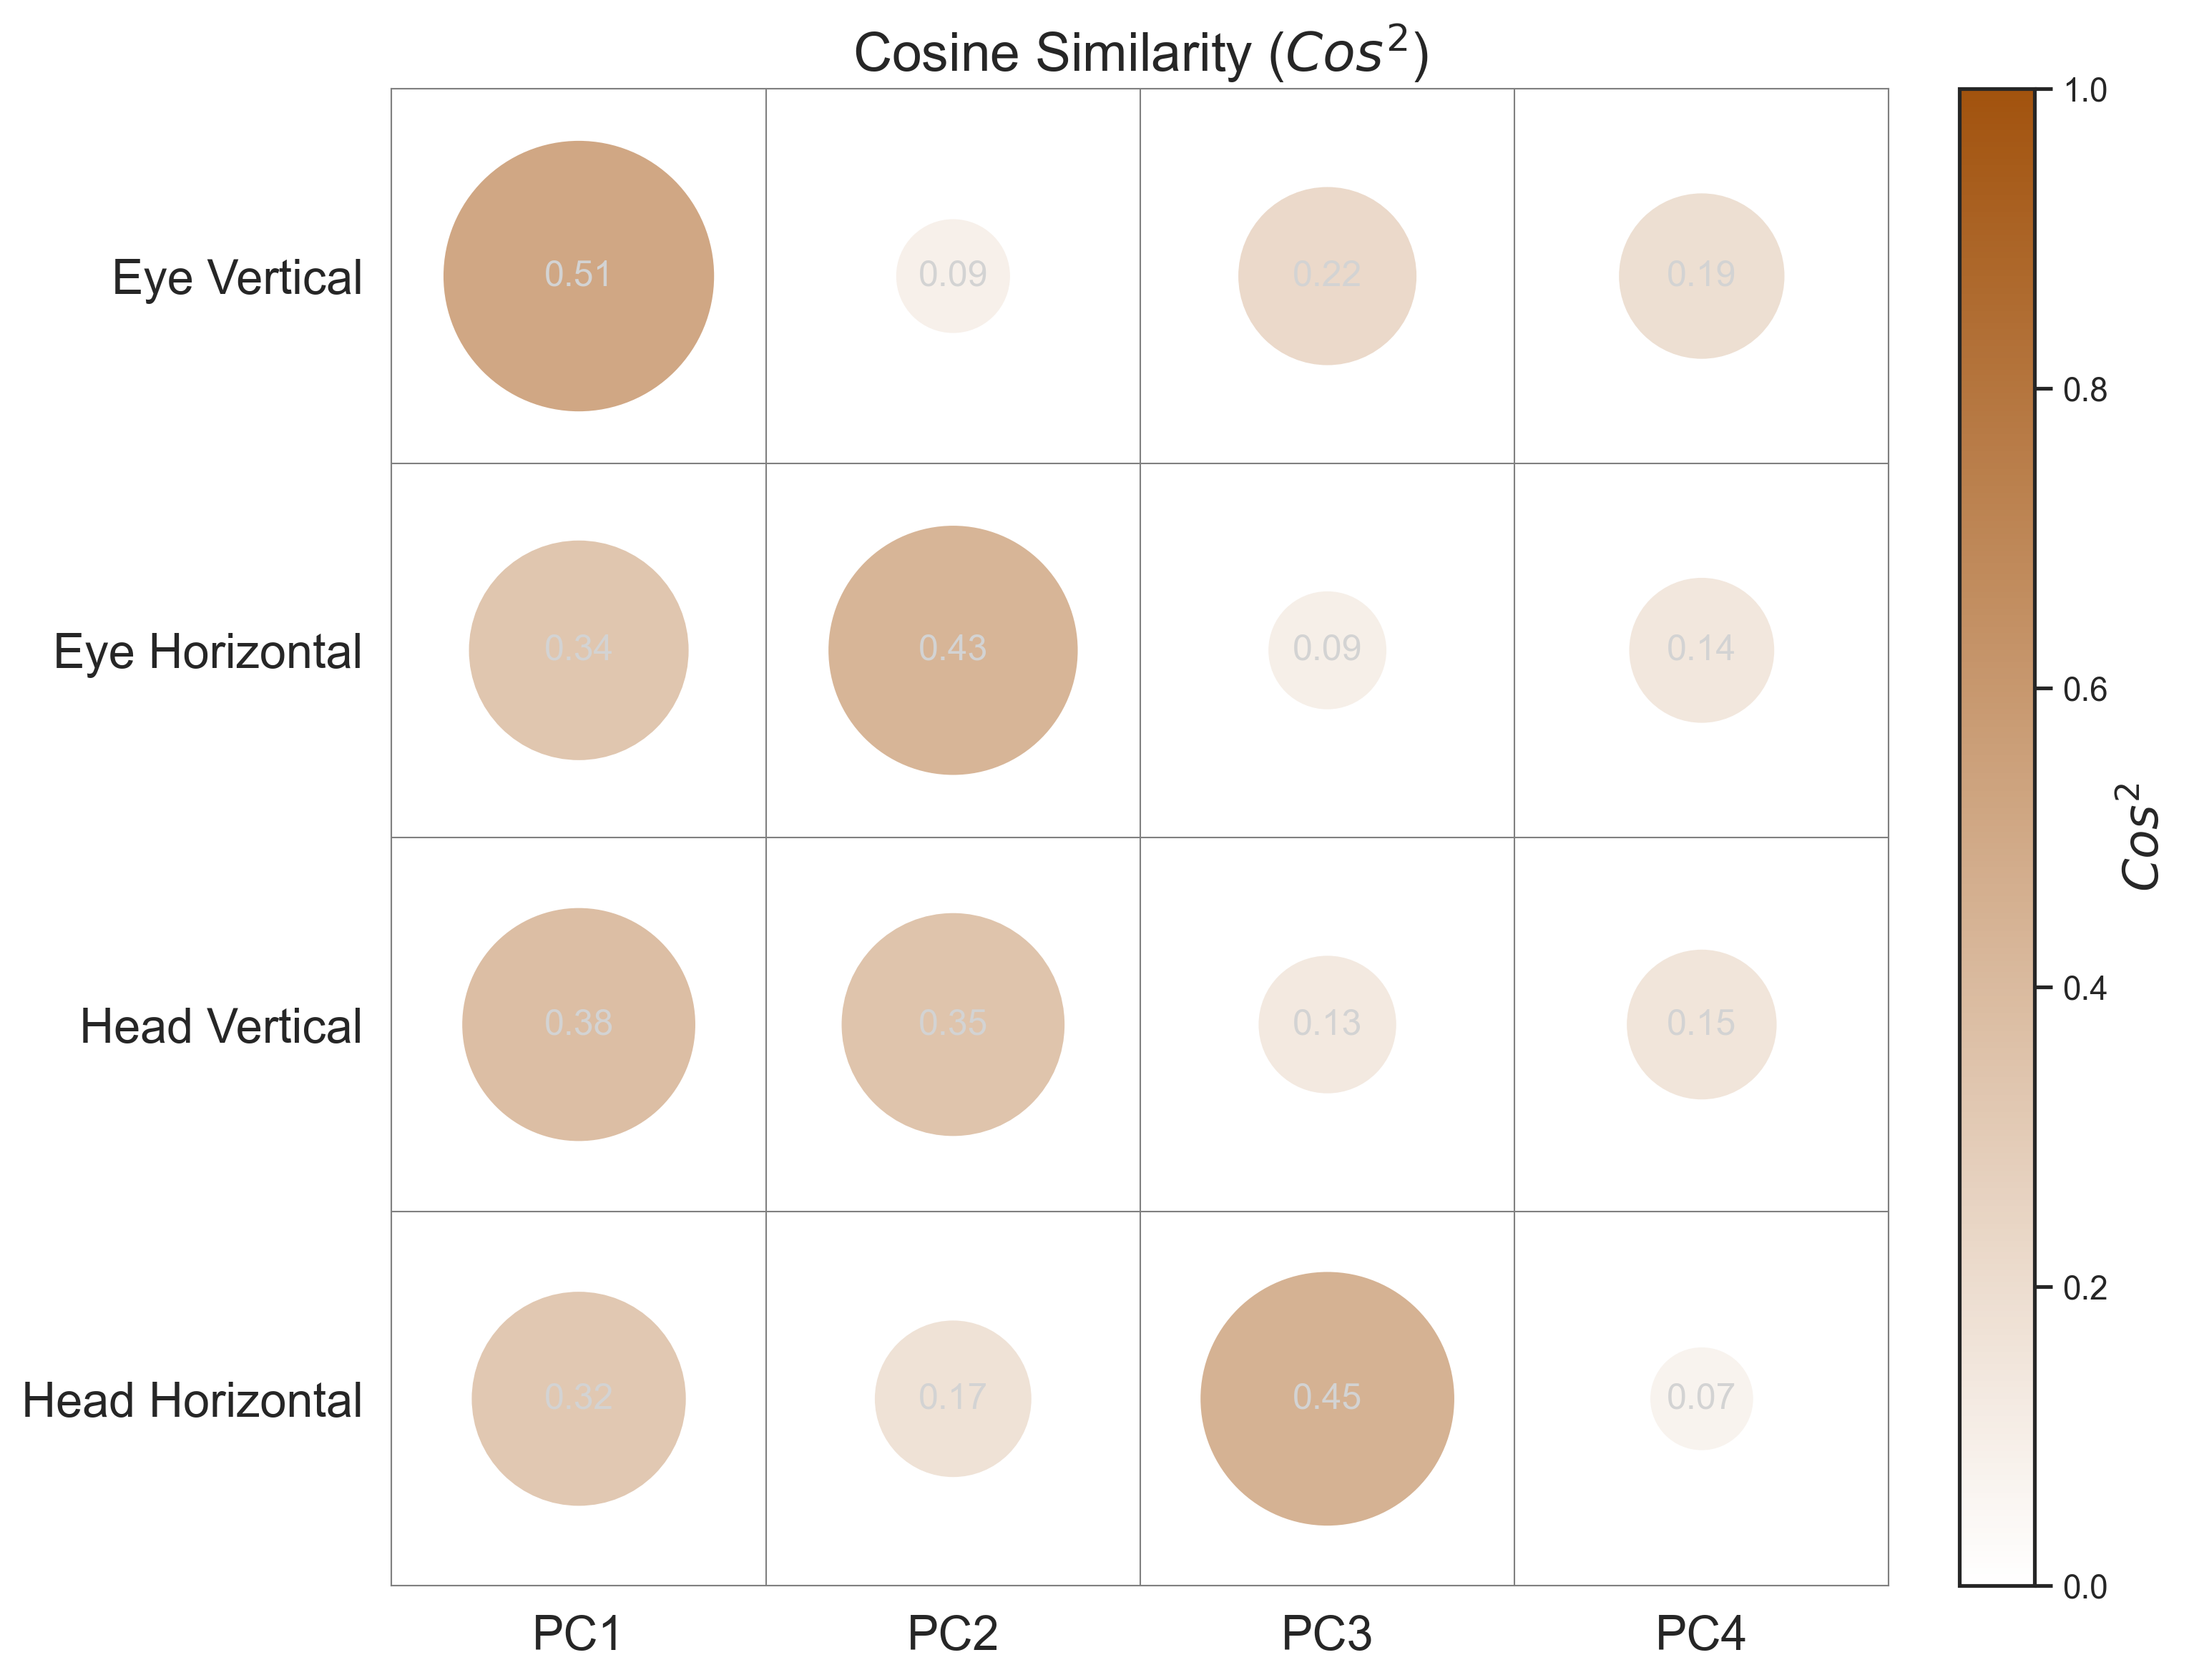 Cosine Similarity (Cos²)
Eye Vertical 0.51 0.09 0.22 0.19
Eye Horizontal 0.34 0.43 0.09 0.14
Head Vertical 0.38 0.35 0.13 0.15
Head Horizontal 0.32 0.17 0.45 0.07
PC1 PC2 PC3 PC4
1.0
0.8
0.6
0.4
0.2
0.0
Cos²